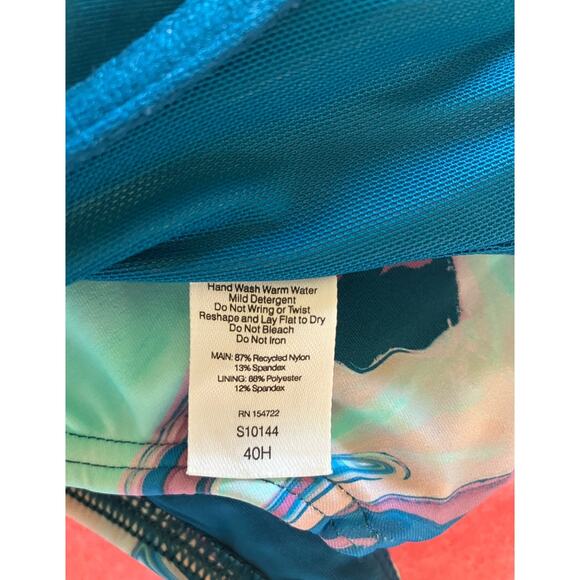 Hand Wash Warm Water
Mild Detergent
Do Not Wring or Twist
Reshape and Lay Flat to Dry
Do Not Bleach
Do Not Iron
MAIN: 87% Recycled Nylon
13% Spandex
LINING: 88% Polyester
12% Spandex
RN 154722
S10144
40H